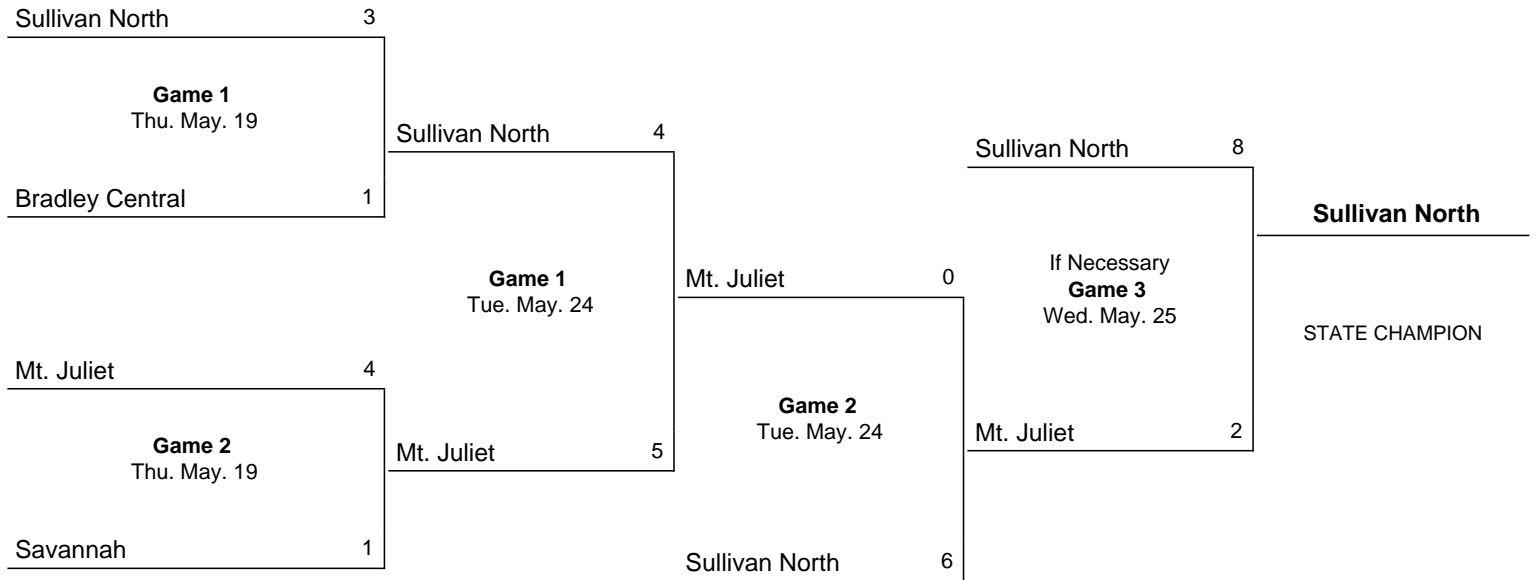 Sullivan North 3
Game 1
Thu. May. 19
Bradley Central 1
Mt. Juliet 4
Game 2
Thu. May. 19
Savannah 1
Sullivan North 4
Game 1
Tue. May. 24
Mt. Juliet 5
Mt. Juliet 0
Game 2
Tue. May. 24
Sullivan North 6
Sullivan North 8
If Necessary
Game 3
Wed. May. 25
Mt. Juliet 2
Sullivan North
STATE CHAMPION